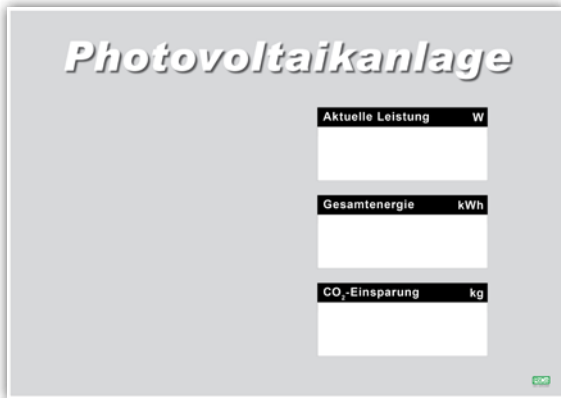 Photovoltaikanlage
Aktuelle Leistung W
Gesamtenergie kWh
CO₂-Einsparung kg